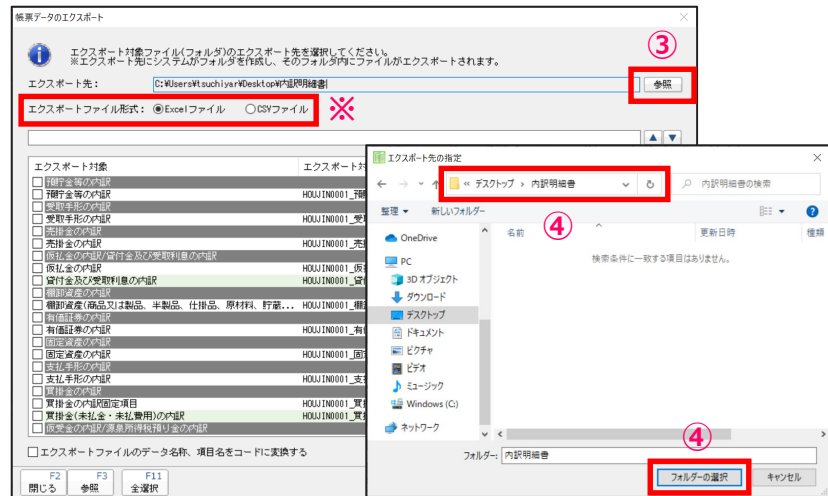 帳票データのエクスポート
エクスポート対象ファイル(フォルダ)のエクスポート先を選択してください。
※エクスポート先にシステムがフォルダを作成し、そのフォルダ内にファイルがエクスポートされます。
③
エクスポート先：
C:¥Users¥tsuchiyar¥Desktop¥内訳明細書
参照
エクスポートファイル形式： Excelファイル CSVファイル
※
エクスポート対象
エクスポート対
預貯金等の内訳
預貯金等の内訳 HOUJIN0001_預貯
受取手形の内訳
受取手形の内訳 HOUJIN0001_受
売掛金の内訳
売掛金の内訳 HOUJIN0001_売
仮払金の内訳/貸付金及び受取利息の内訳
仮払金の内訳 HOUJIN0001_仮
貸付金及び受取利息の内訳 HOUJIN0001_貸
棚卸資産の内訳
棚卸資産(商品又は製品、半製品、仕掛品、原材料、貯蔵... HOUJIN0001_棚
有価証券の内訳
有価証券の内訳 HOUJIN0001_有
固定資産の内訳
固定資産の内訳 HOUJIN0001_固
支払手形の内訳
支払手形の内訳 HOUJIN0001_支
買掛金の内訳
買掛金の内訳固定項目 HOUJIN0001_買
買掛金(未払金・未払費用)の内訳 HOUJIN0001_買
仮受金の内訳/源泉所得税預り金の内訳
エクスポートファイルのデータ名称、項目名をコードに変換する
F2 F3 F11
閉じる 参照 全選択
エクスポート先の指定
« デスクトップ › 内訳明細書
内訳明細書の検索
整理 新しいフォルダー
④
名前 更新日時 種類
検索条件に一致する項目はありません。
OneDrive
PC
3D オブジェクト
ダウンロード
デスクトップ
ドキュメント
ピクチャ
ビデオ
ミュージック
Windows (C:)
ネットワーク
④
フォルダー: 内訳明細書
フォルダーの選択 キャンセル